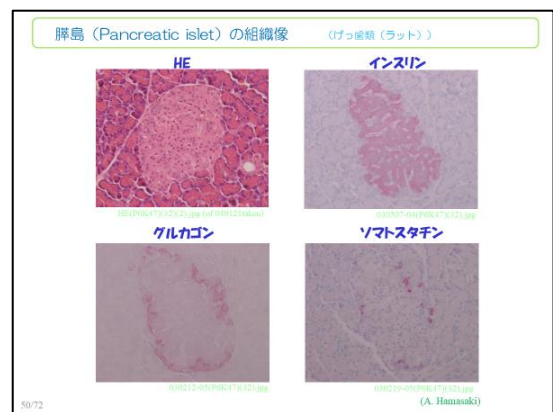 膵島（Pancreatic islet）の組織像 （げっ歯類（ラット））
HE インスリン
グルカゴン ソマトスタチン
50/72
(A. Hamasaki)